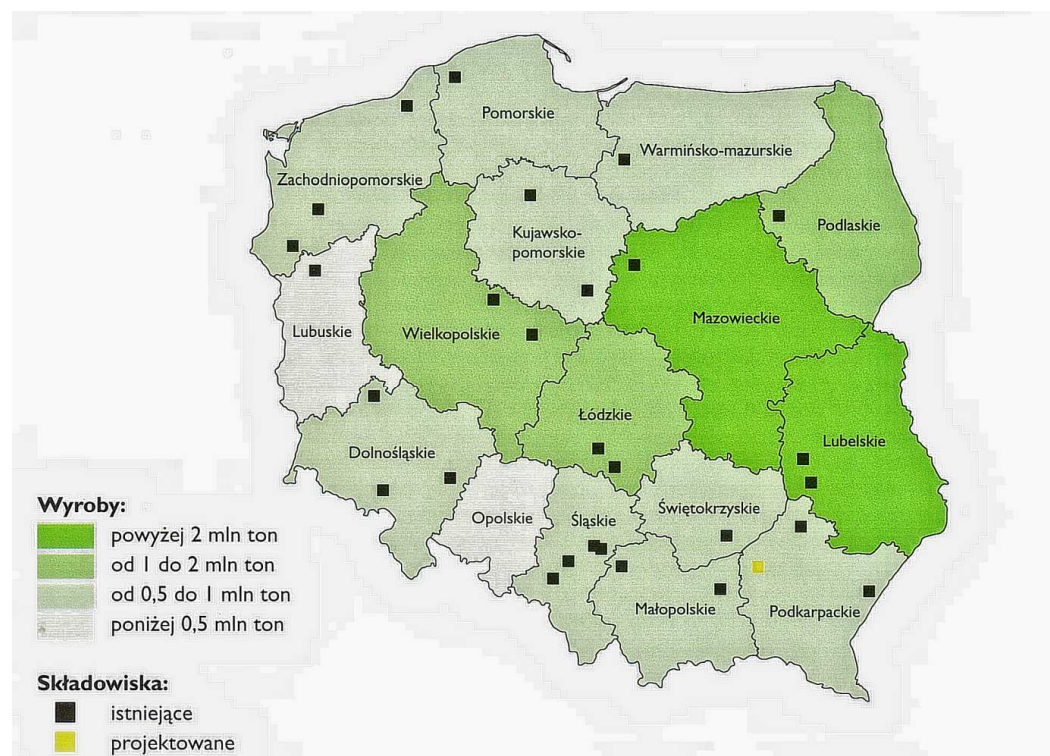 Pomorskie
Warmińsko-mazurskie
Zachodniopomorskie
Podlaskie
Kujawsko-
pomorskie
Mazowieckie
Lubuskie
Wielkopolskie
Łódzkie
Lubelskie
Dolnośląskie
Świętokrzyskie
Opolskie
Śląskie
Małopolskie
Podkarpackie
Wyroby:
powyżej 2 mln ton
od 1 do 2 mln ton
od 0,5 do 1 mln ton
poniżej 0,5 mln ton
Składowiska:
istniejące
projektowane